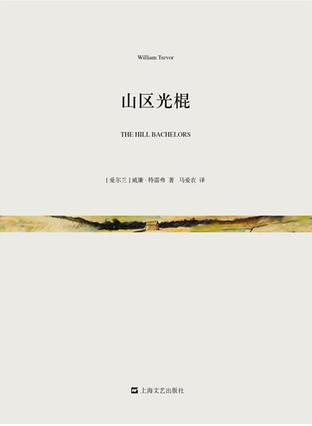 William Trevor
山区光棍
THE HILL BACHELORS
[爱尔兰]威廉·特雷弗 著 马爱农 译
上海文艺出版社